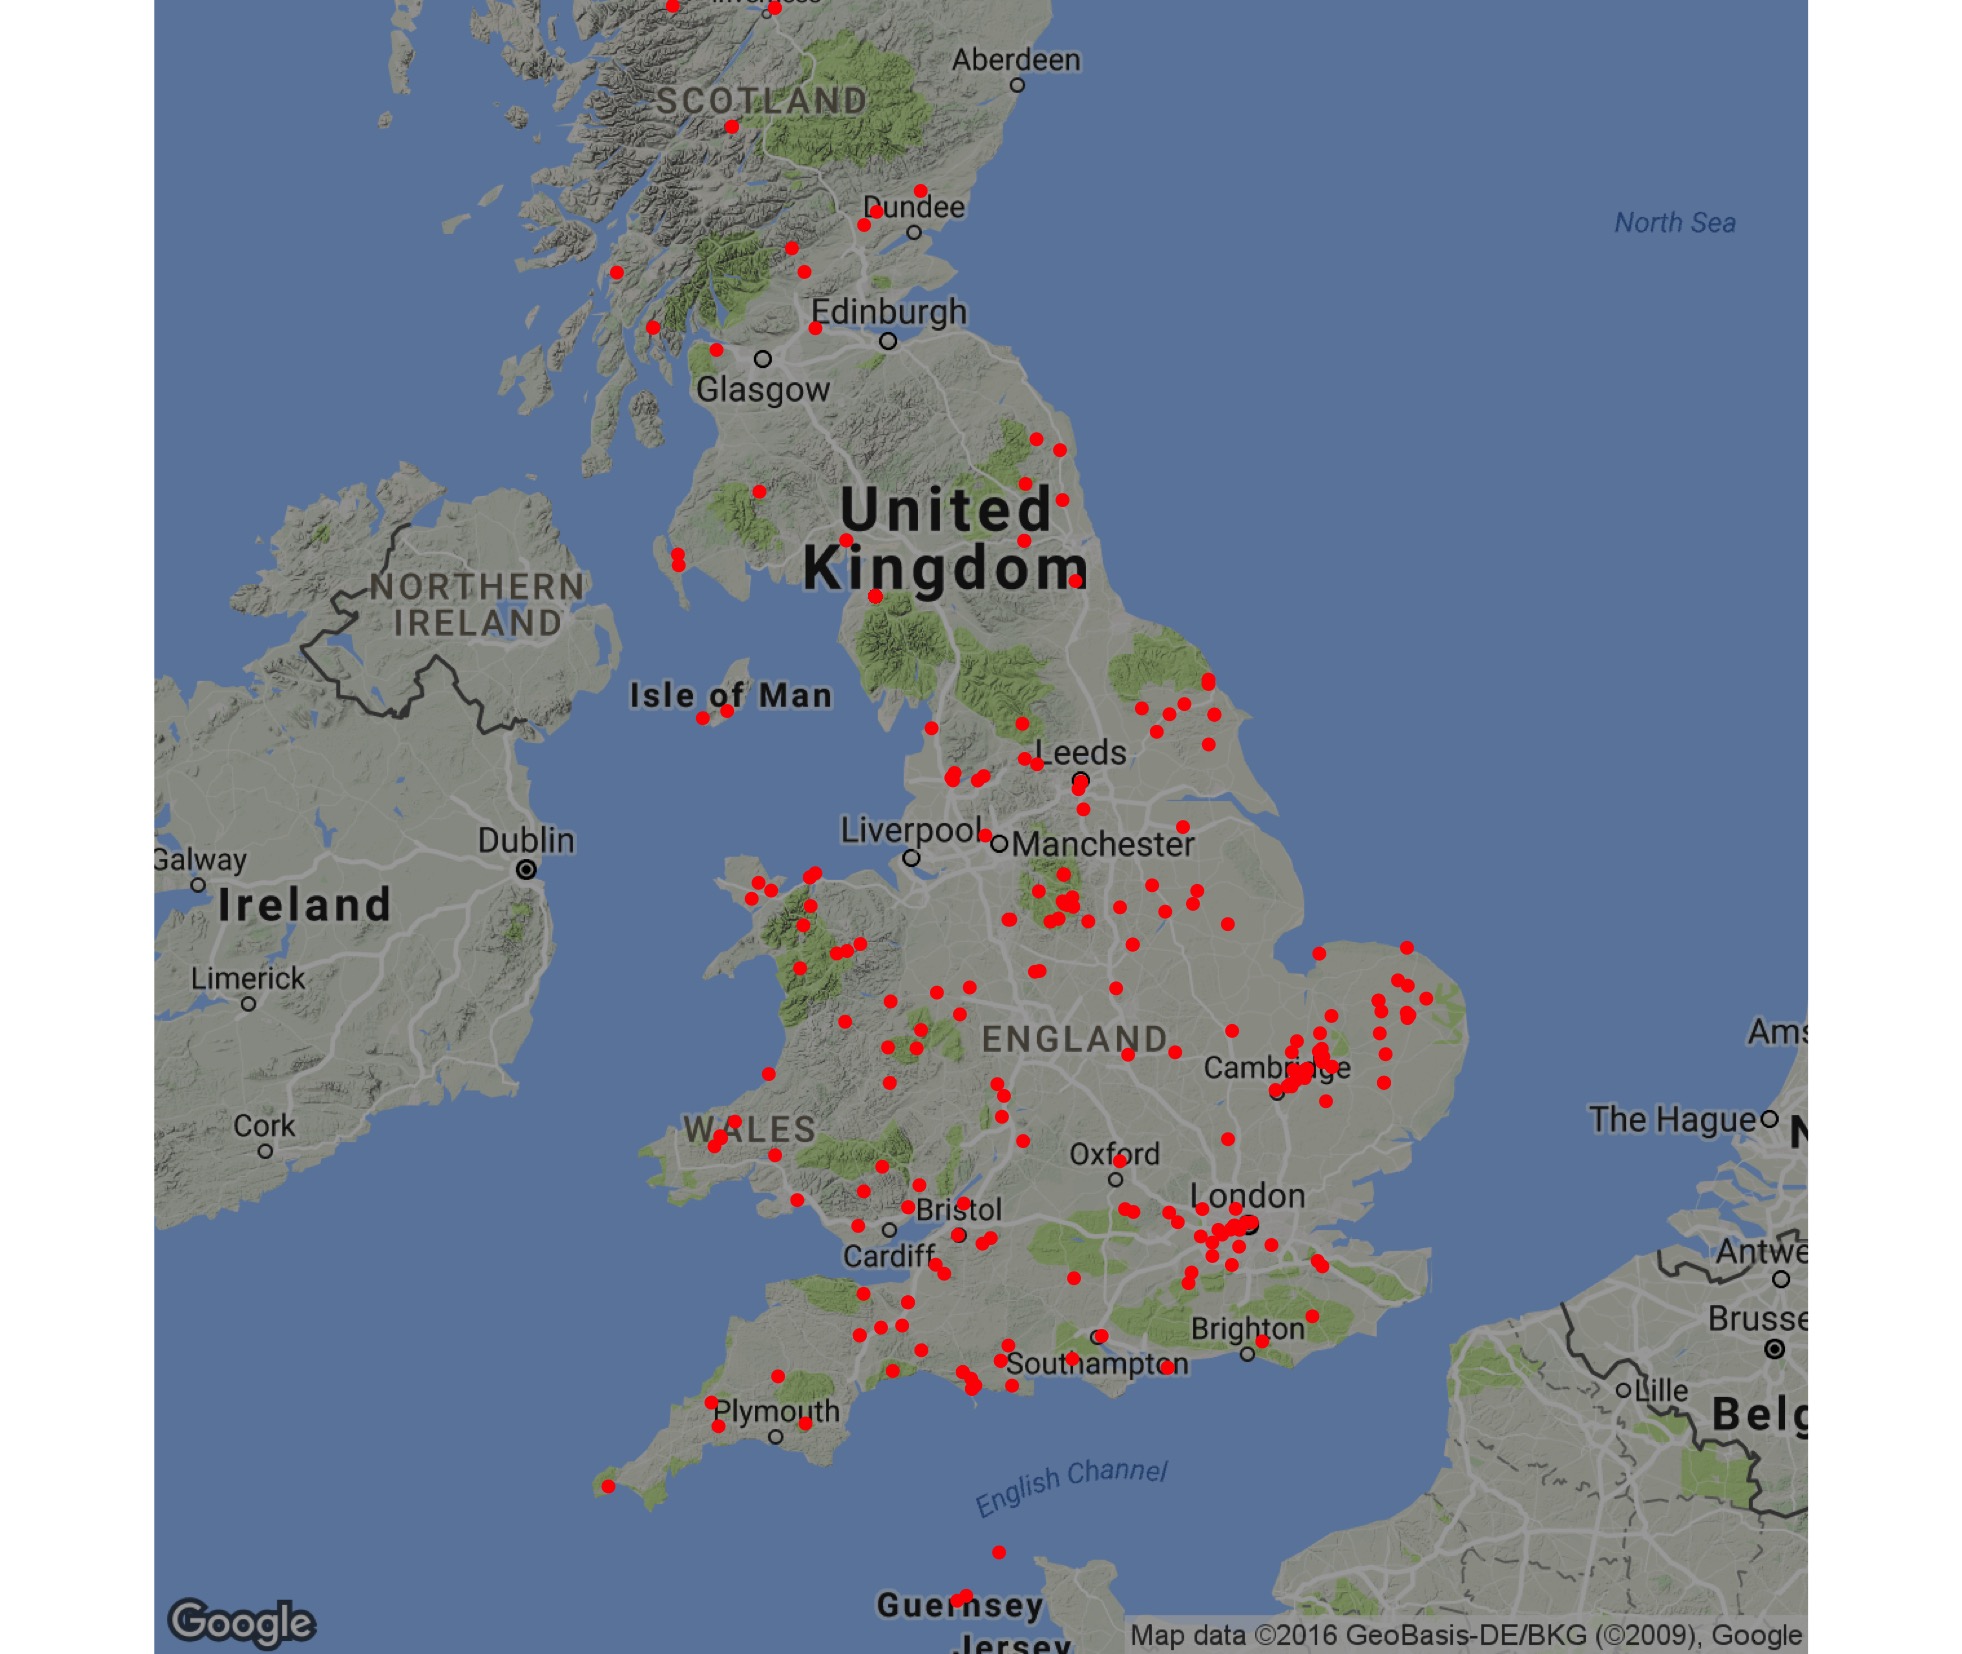 Inverness
Aberdeen
SCOTLAND
Dundee
North Sea
Edinburgh
Glasgow
United
Kingdom
NORTHERN
IRELAND
Isle of Man
Leeds
Dublin
Liverpool
Manchester
Galway
Ireland
Limerick
ENGLAND
Ams
Cambridge
Cork
WALES
The Hague
N
Oxford
London
Bristol
Cardiff
Antwe
Brighton
Brusse
Southampton
Lille
Plymouth
Belg
English Channel
Guernsey
Jersey
Google
Map data ©2016 GeoBasis-DE/BKG (©2009), Google